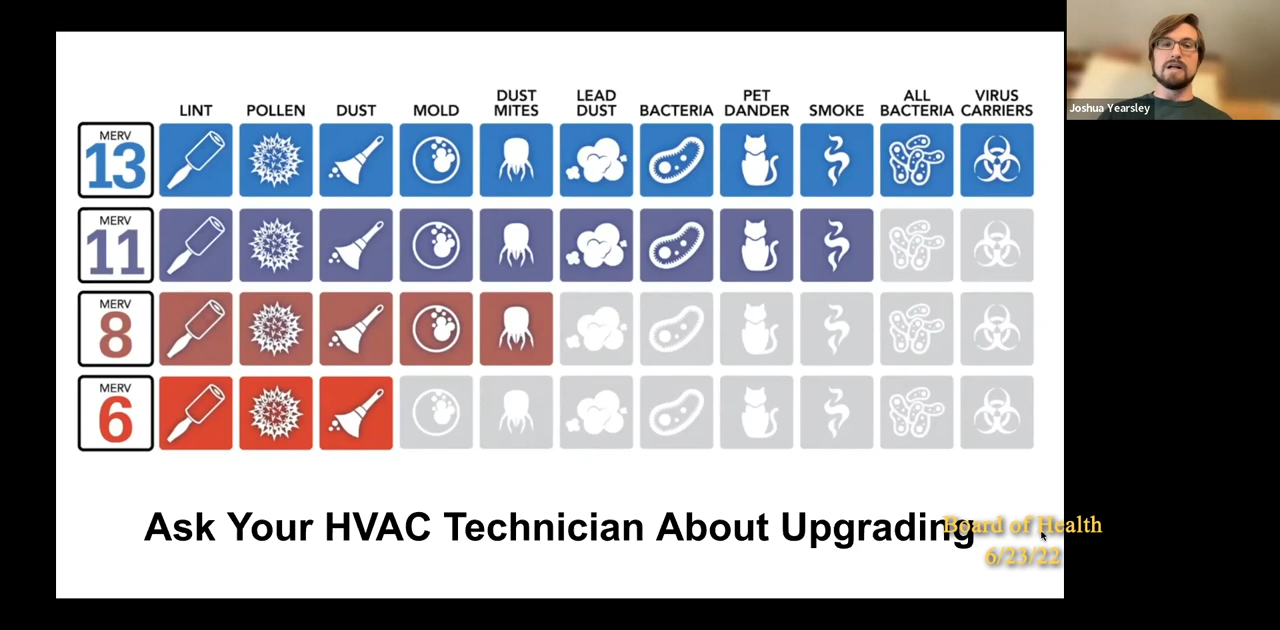 LINT POLLEN DUST MOLD DUST MITES LEAD DUST BACTERIA PET DANDER SMOKE ALL BACTERIA VIRUS CARRIERS
Joshua Yearsley
MERV
13
MERV
11
MERV
8
MERV
6
Ask Your HVAC Technician About Upgrading
Board of Health
6/23/22